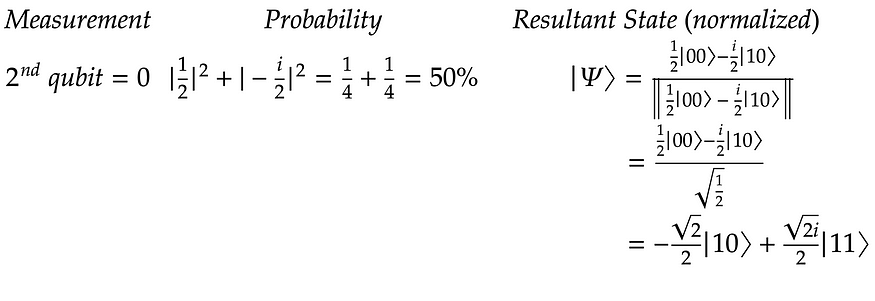 Measurement Probability Resultant State (normalized)
2ⁿᵈ qubit = 0 |1/2|² + | − i/2|² = 1/4 + 1/4 = 50% |Ψ⟩ = (1/2|00⟩−i/2|10⟩)/‖1/2|00⟩ − i/2|10⟩‖
= (1/2|00⟩−i/2|10⟩)/√(1/2)
= −√2/2|10⟩ + √2i/2|11⟩